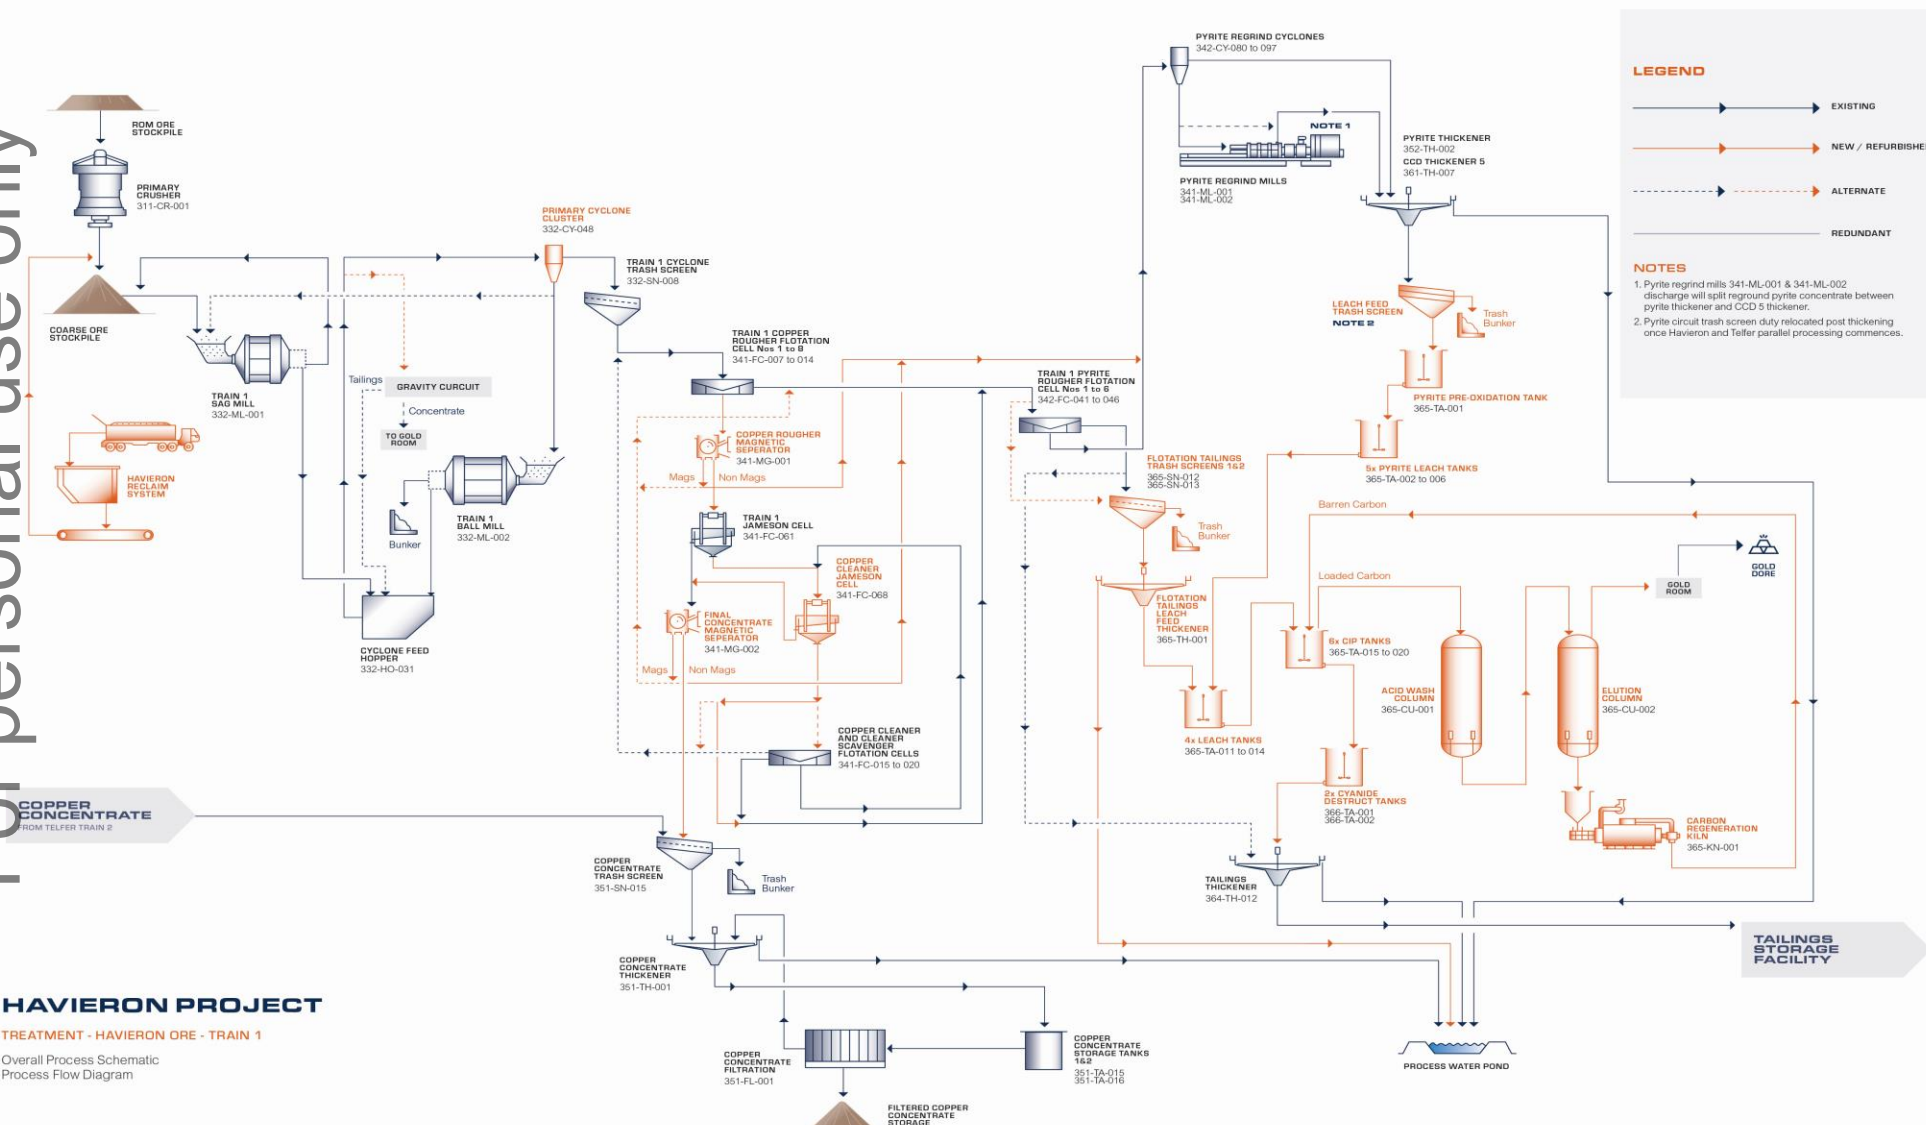 For personal use only
ROM ORE
STOCKPILE
PRIMARY
CRUSHER
311-CR-001
COARSE ORE
STOCKPILE
HAVIERON
RECLAIM
SYSTEM
TRAIN 1
SAG MILL
332-ML-001
Tailings
GRAVITY CURCUIT
Concentrate
TO GOLD
ROOM
Bunker
TRAIN 1
BALL MILL
332-ML-002
CYCLONE FEED
HOPPER
332-HO-031
PRIMARY CYCLONE
CLUSTER
332-CY-048
TRAIN 1 CYCLONE
TRASH SCREEN
332-SN-008
TRAIN 1 COPPER
ROUGHER FLOTATION
CELL Nos 1 to 8
341-FC-007 to 014
COPPER ROUGHER
MAGNETIC
SEPERATOR
341-MG-001
Mags
Non Mags
TRAIN 1
JAMESON CELL
341-FC-061
COPPER
CLEANER
JAMESON
CELL
341-FC-068
FINAL
CONCENTRATE
MAGNETIC
SEPERATOR
341-MG-002
Mags
Non Mags
COPPER CLEANER
AND CLEANER
SCAVENGER
FLOTATION CELLS
341-FC-015 to 020
COPPER
CONCENTRATE
FROM TELFER TRAIN 2
COPPER
CONCENTRATE
TRASH SCREEN
351-SN-015
Trash
Bunker
COPPER
CONCENTRATE
THICKENER
351-TH-001
COPPER
CONCENTRATE
FILTRATION
351-FL-001
COPPER
CONCENTRATE
STORAGE TANKS
1&2
351-TA-015
351-TA-016
FILTERED COPPER
CONCENTRATE
STORAGE
PYRITE REGRIND CYCLONES
342-CY-080 to 097
NOTE 1
PYRITE REGRIND MILLS
341-ML-001
341-ML-002
PYRITE THICKENER
352-TH-002
CCD THICKENER 5
361-TH-007
LEACH FEED
TRASH SCREEN
NOTE 2
Trash
Bunker
PYRITE PRE-OXIDATION TANK
365-TA-001
5x PYRITE LEACH TANKS
365-TA-002 to 006
TRAIN 1 PYRITE
ROUGHER FLOTATION
CELL Nos 1 to 6
342-FC-041 to 046
FLOTATION TAILINGS
TRASH SCREENS 1&2
365-SN-012
365-SN-013
Trash
Bunker
FLOTATION
TAILINGS
LEACH
FEED
THICKENER
365-TH-001
4x LEACH TANKS
365-TA-011 to 014
Barren Carbon
Loaded Carbon
6x CIP TANKS
365-TA-015 to 020
2x CYANIDE
DESTRUCT TANKS
366-TA-001
366-TA-002
TAILINGS
THICKENER
364-TH-012
ACID WASH
COLUMN
365-CU-001
ELUTION
COLUMN
365-CU-002
CARBON
REGENERATION
KILN
365-KN-001
GOLD
ROOM
GOLD
DORE
TAILINGS
STORAGE
FACILITY
PROCESS WATER POND
LEGEND
EXISTING
NEW / REFURBISHE
ALTERNATE
REDUNDANT
NOTES
1. Pyrite regrind mills 341-ML-001 & 341-ML-002
discharge will split reground pyrite concentrate between
pyrite thickener and CCD 5 thickener.
2. Pyrite circuit trash screen duty relocated post thickening
once Havieron and Telfer parallel processing commences.
HAVIERON PROJECT
TREATMENT - HAVIERON ORE - TRAIN 1
Overall Process Schematic
Process Flow Diagram